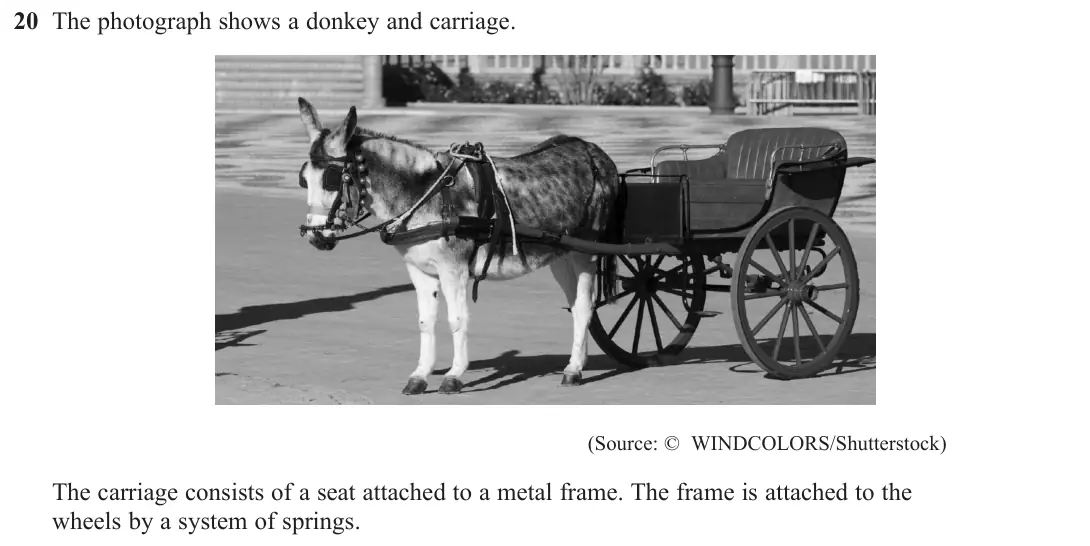 20 The photograph shows a donkey and carriage.
(Source: © WINDCOLORS/Shutterstock)
The carriage consists of a seat attached to a metal frame. The frame is attached to the
wheels by a system of springs.